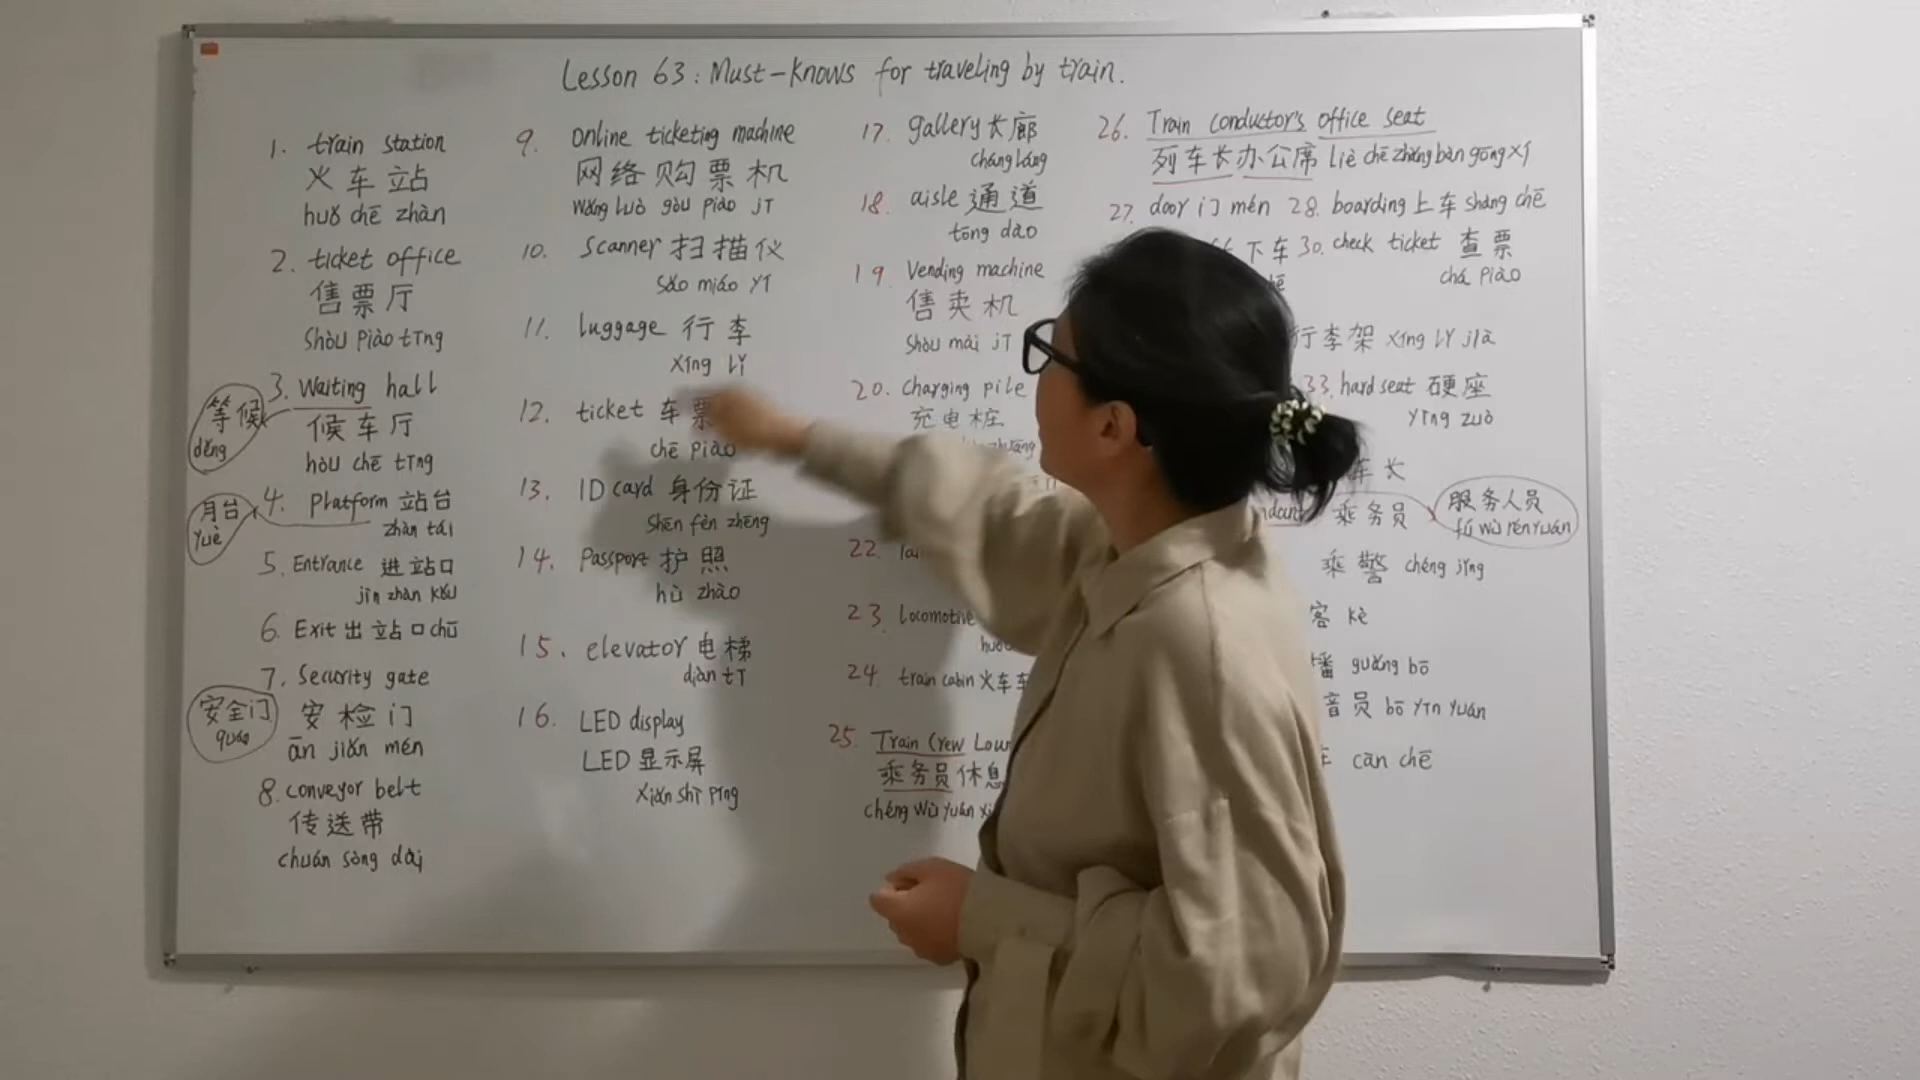 Lesson 63: Must-Knows for traveling by train.
1. train station
火车站
huǒ chē zhàn
2. ticket office
售票厅
shòu piào tīng
3. Waiting hall
等候
děng
候车厅
hòu chē tīng
4. Platform 站台
zhàn tái
月台
yuè
5. Entrance 进站口
jìn zhàn kǒu
6. Exit 出站口 chū
7. Security gate
安全门
quán
安检门
ān jiǎn mén
8. conveyor belt
传送带
chuán sòng dài
9. Online ticketing machine
网络购票机
wǎng luò gòu piào jī
10. Scanner 扫描仪
sǎo miáo yí
11. luggage 行李
xíng lǐ
12. ticket 车票
chē piào
13. ID card 身份证
shēn fèn zhèng
14. Passport 护照
hù zhào
15. elevator 电梯
diàn tī
16. LED display
LED 显示屏
xiǎn shì píng
17. gallery 长廊
cháng láng
18. aisle 通道
tōng dào
19 Vending machine
售卖机
shòu mài jī
20. Charging pile
充电桩
22.
23. locomotive
24. train cabin 火车车
25. Train Crew
乘务员休息
chéng wù yuán
26. Train conductor's office seat
列车长办公席 liè chē zhǎng bàn gōng xí
27. door 门 mén 28. boarding 上车 shàng chē
下车 30. check ticket 查票
chá piào
行李架 xíng lǐ jià
33. hard seat 硬座
yìng zuò
车长
乘务员
服务人员
fú wù rén yuán
乘警 chéng jǐng
客 kè
播 guǎng bō
音员 bō yīn yuán
车 cān chē